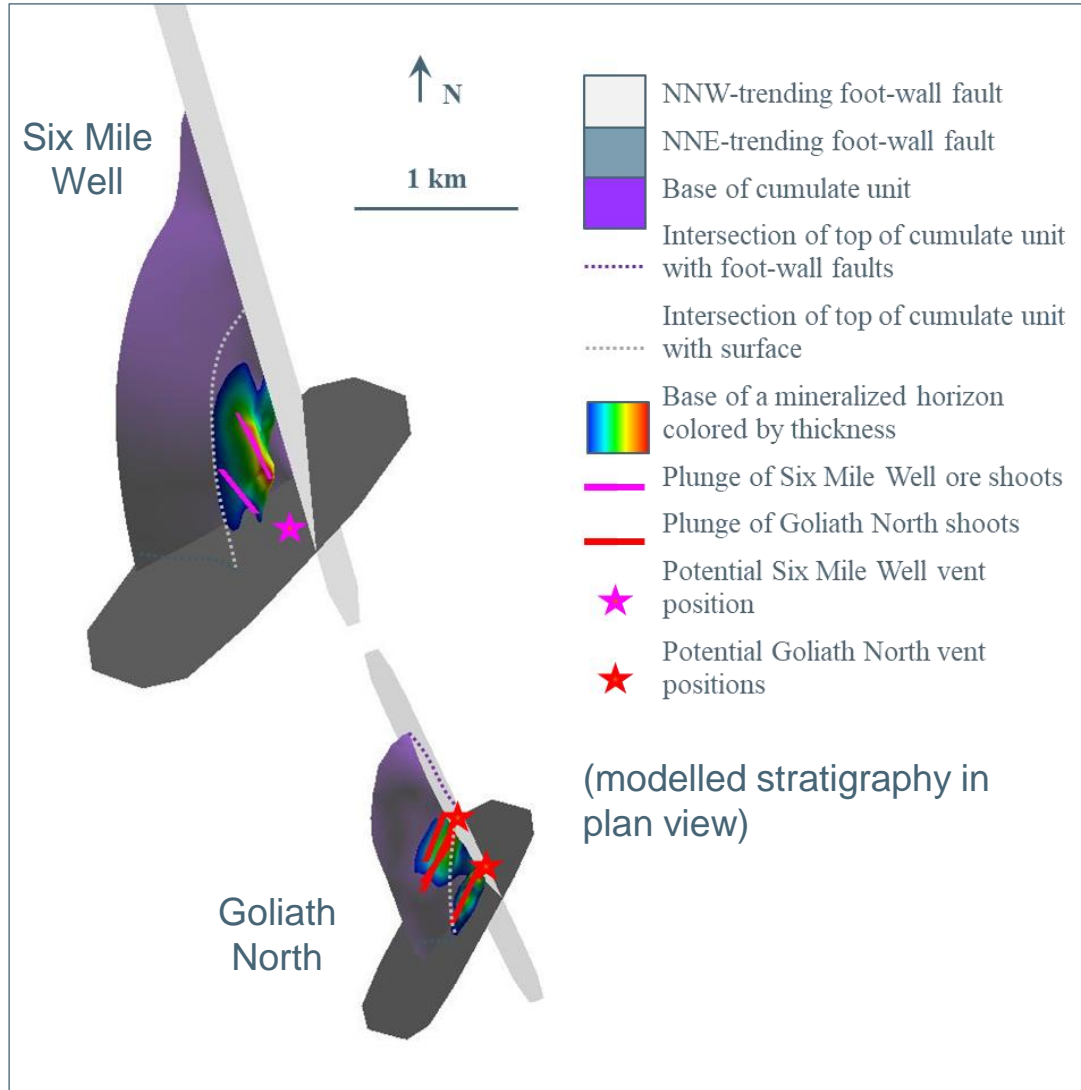 Six Mile
Well
N
1 km
NNW-trending foot-wall fault
NNE-trending foot-wall fault
Base of cumulate unit
Intersection of top of cumulate unit
with foot-wall faults
Intersection of top of cumulate unit
with surface
Base of a mineralized horizon
colored by thickness
Plunge of Six Mile Well ore shoots
Plunge of Goliath North shoots
Potential Six Mile Well vent
position
Potential Goliath North vent
positions
(modelled stratigraphy in
plan view)
Goliath
North